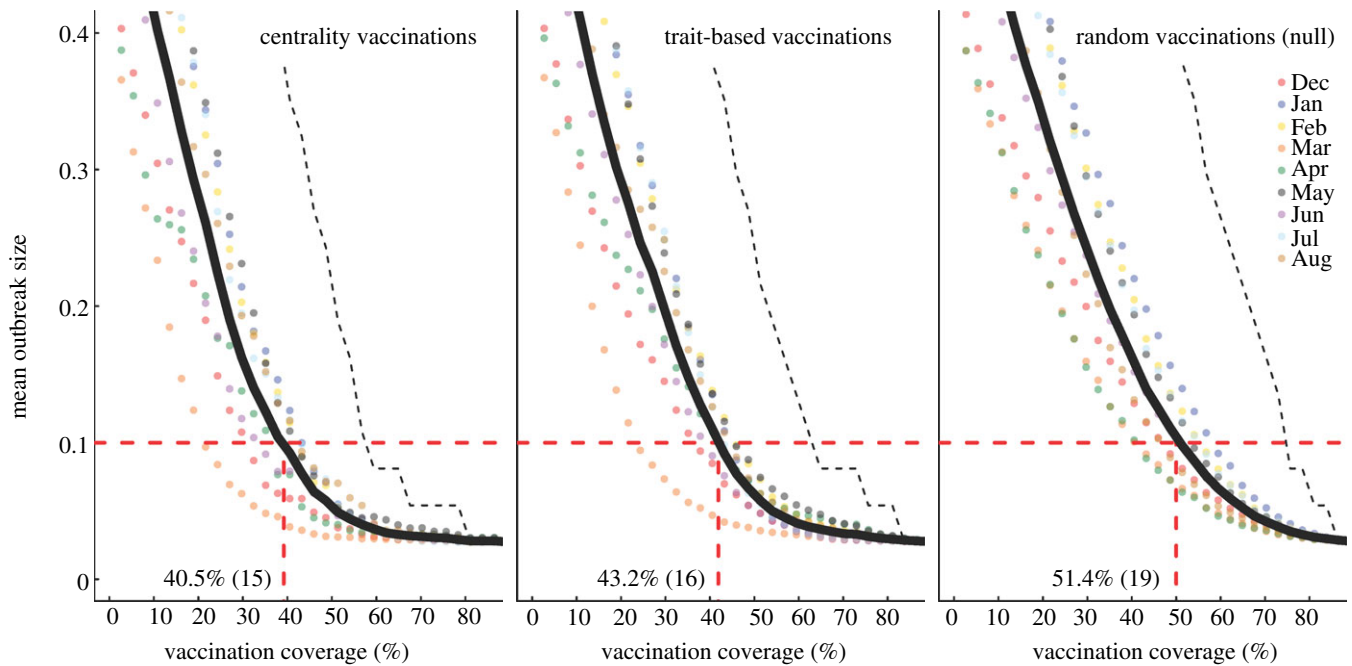 centrality vaccinations
trait-based vaccinations
random vaccinations (null)
Dec
Jan
Feb
Mar
Apr
May
Jun
Jul
Aug
mean outbreak size
0.4
0.3
0.2
0.1
0
40.5% (15)
43.2% (16)
51.4% (19)
0 10 20 30 40 50 60 70 80
0 10 20 30 40 50 60 70 80
0 10 20 30 40 50 60 70 80
vaccination coverage (%)
vaccination coverage (%)
vaccination coverage (%)